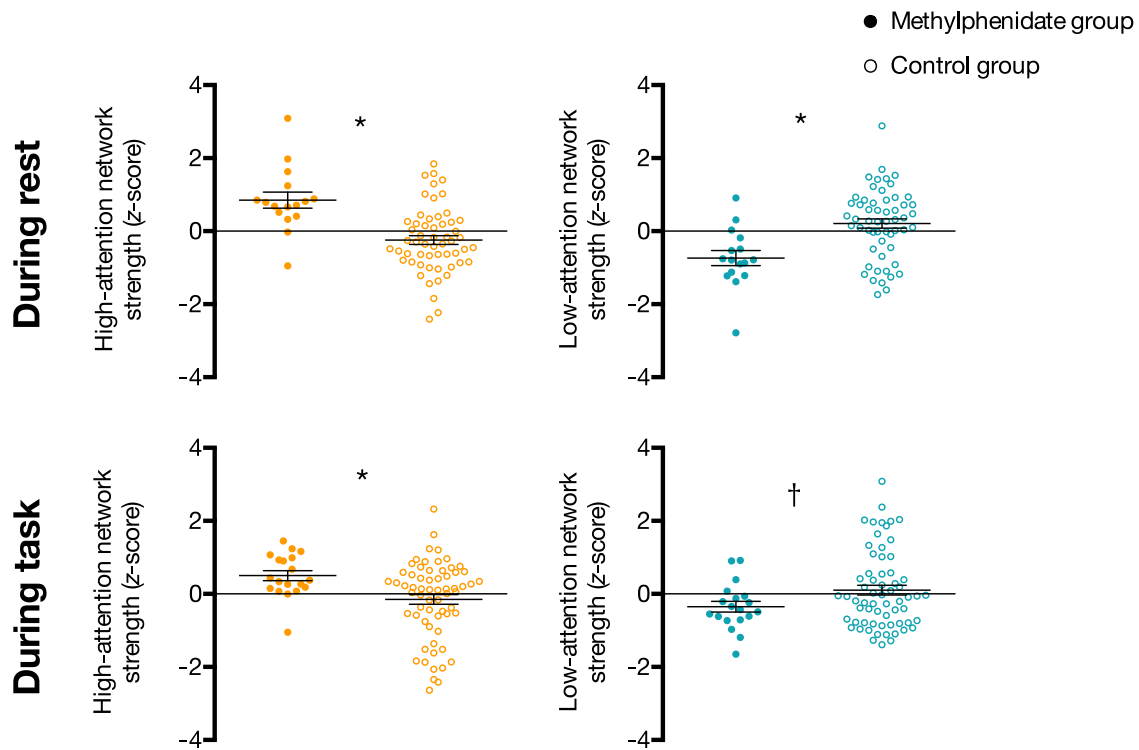 ● Methylphenidate group
○ Control group
During rest
High-attention network
strength (z-score)
4
2
0
-2
-4
*
Low-attention network
strength (z-score)
4
2
0
-2
-4
*
During task
High-attention network
strength (z-score)
4
2
0
-2
-4
*
Low-attention network
strength (z-score)
4
2
0
-2
-4
†